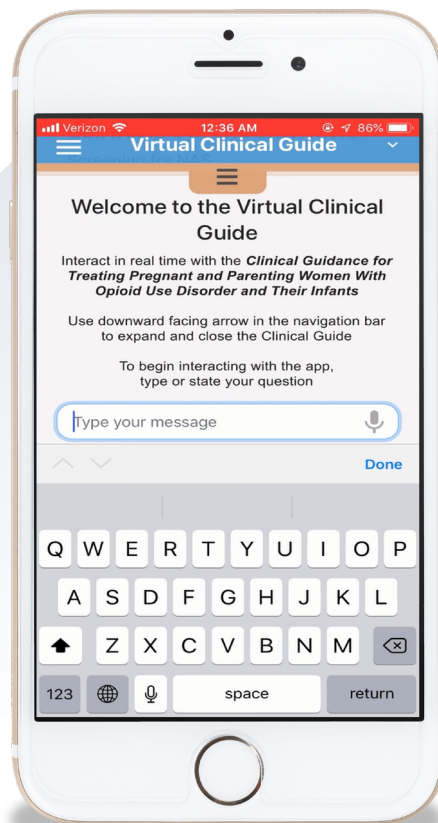 Verizon 12:36 AM 86%
Virtual Clinical Guide
Screening for NAS
Welcome to the Virtual Clinical
Guide
Interact in real time with the Clinical Guidance for
Treating Pregnant and Parenting Women With
Opioid Use Disorder and Their Infants
Use downward facing arrow in the navigation bar
to expand and close the Clinical Guide
To begin interacting with the app,
type or state your question
Type your message
Done
Q W E R T Y U I O P
A S D F G H J K L
Z X C V B N M
123 space return